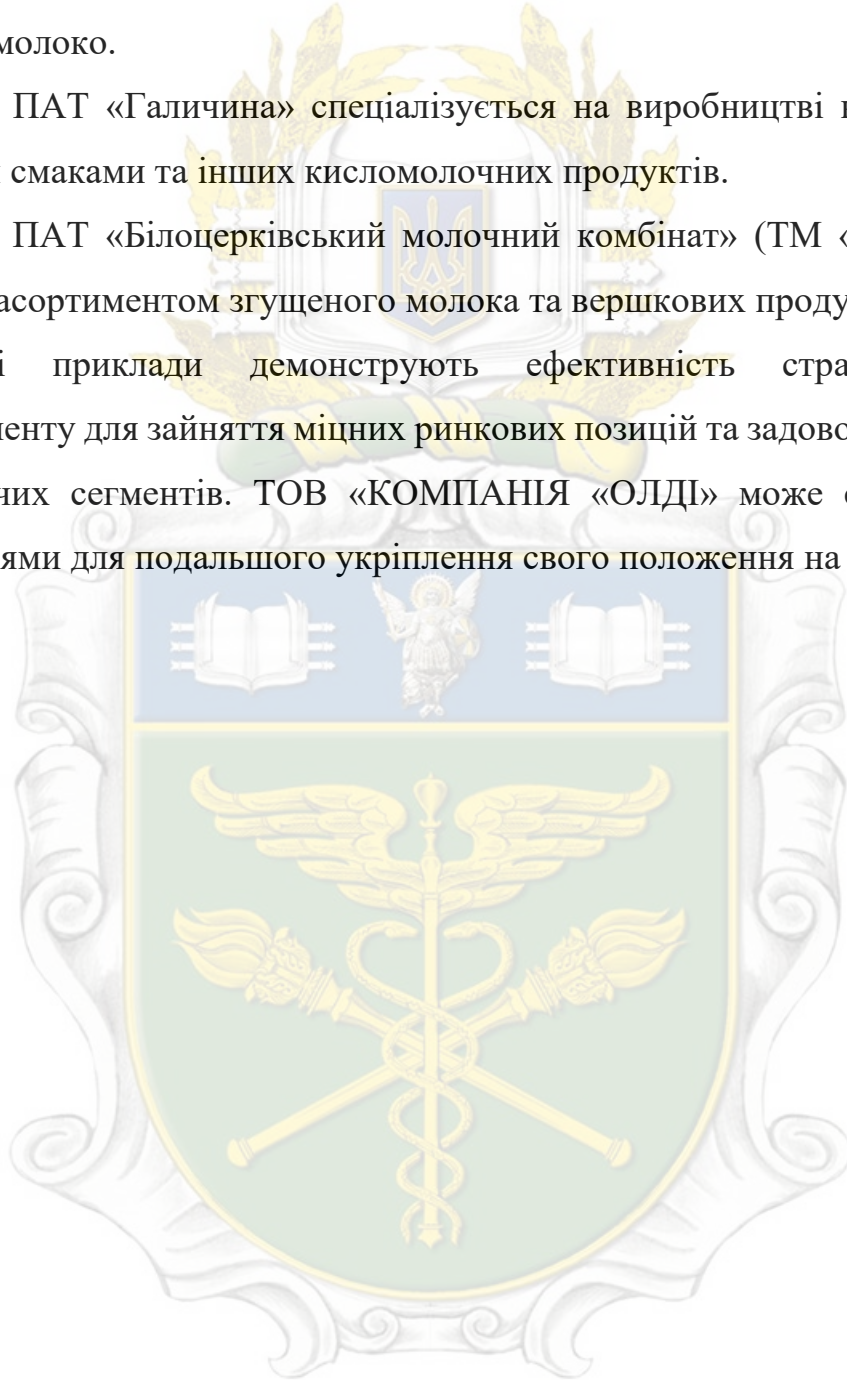 молоко.
ПАТ «Галичина» спеціалізується на виробництві
смаками та інших кисломолочних продуктів.
ПАТ «Білоцерківський молочний комбінат» (ТМ «
асортиментом згущеного молока та вершкових проду
і приклади демонструють ефективність стра
енту для зайняття міцних ринкових позицій та задово
чих сегментів. ТОВ «КОМПАНІЯ «ОЛДІ» може
ями для подальшого укріплення свого положення на